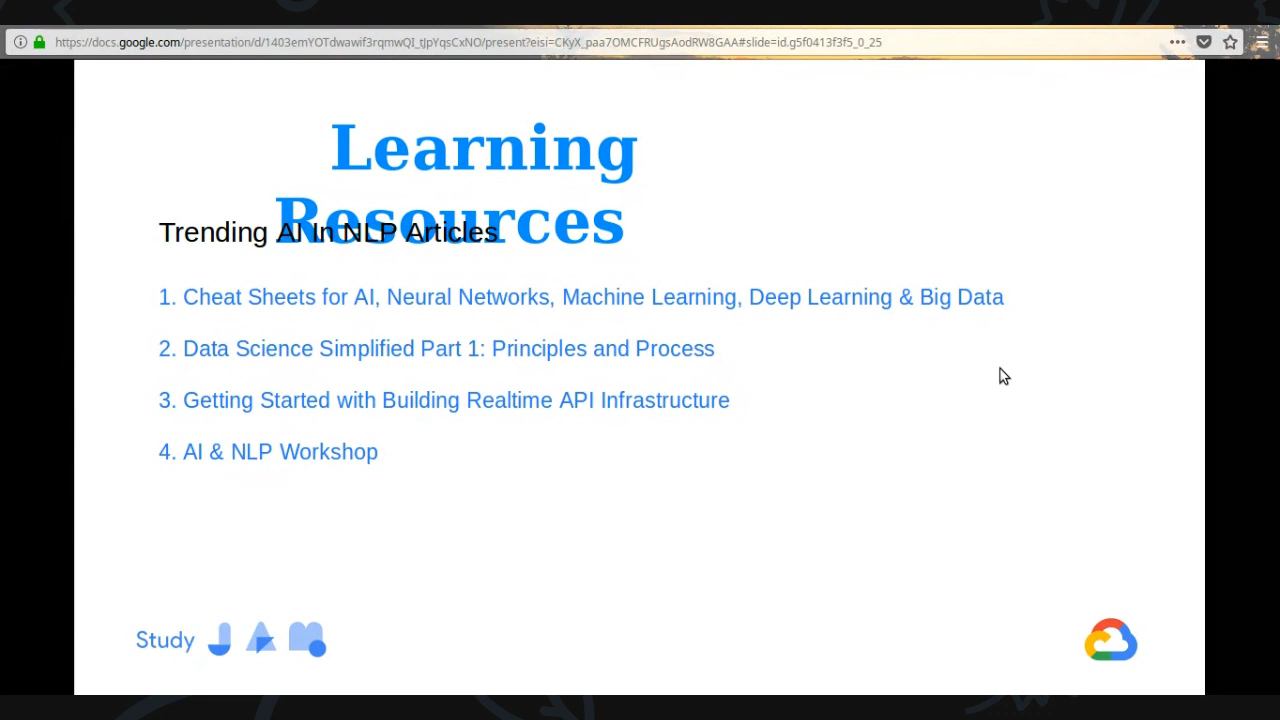 https://docs.google.com/presentation/d/1403emYOTdwawif3rqmwQI_tJpYqsCxNO/present?eisi=CKyX_paa7OMCFRUgsAodRW8GAA#slide=id.g5f0413f3f5_0_25
Learning
Resources
Trending AI In NLP Articles
1. Cheat Sheets for AI, Neural Networks, Machine Learning, Deep Learning & Big Data
2. Data Science Simplified Part 1: Principles and Process
3. Getting Started with Building Realtime API Infrastructure
4. AI & NLP Workshop
Study JAM